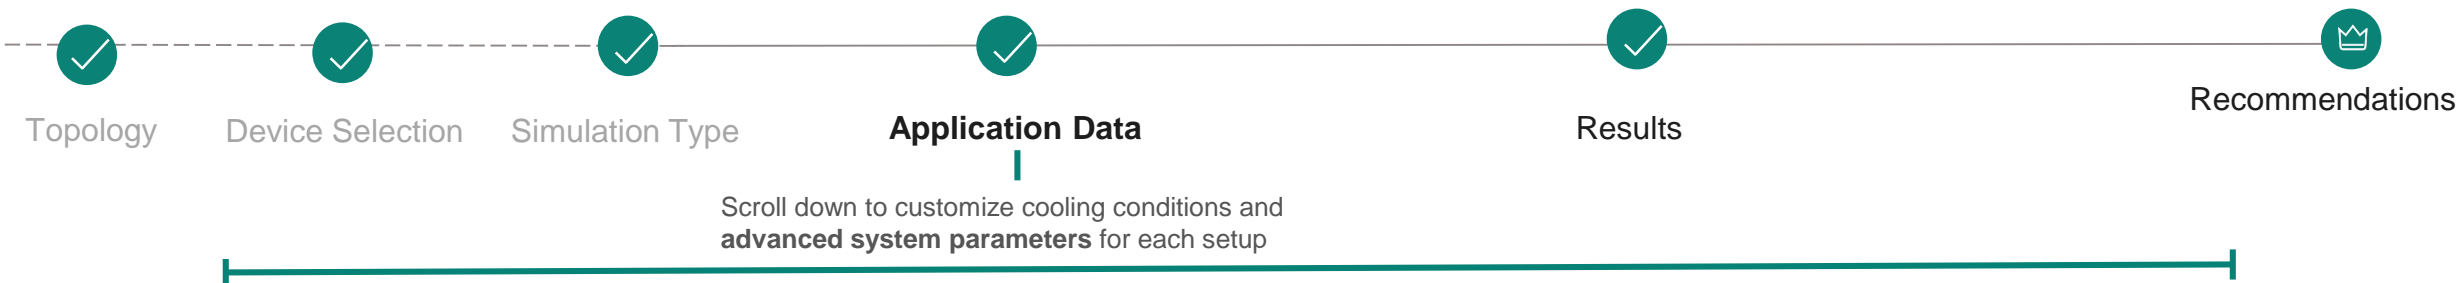 Topology
Device Selection
Simulation Type
Application Data
Results
Recommendations
Scroll down to customize cooling conditions and
advanced system parameters for each setup